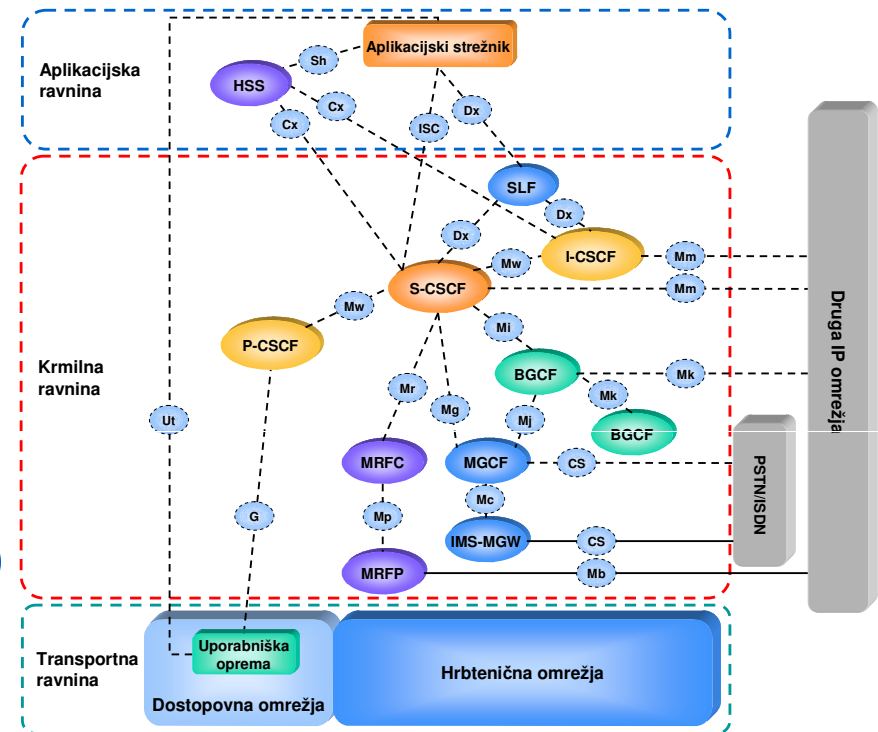 Aplikacijski strežnik
Aplikacijska
ravnina
Sh
HSS
Cx
Cx
ISC
Dx
SLF
Dx
Dx
I-CSCF
Mw
Mm
S-CSCF
Mm
Mw
Mi
P-CSCF
Krmilna
ravnina
BGCF
Mk
Mr
Mk
Mg
Mj
BGCF
Ut
MRFC
MGCF
CS
Mc
G
Mp
IMS-MGW
CS
MRFP
Mb
PSTN/ISDN
Druga IP omrežja
Transportna
ravnina
Uporabniška
oprema
Dostopovna omrežja
Hrbtenična omrežja